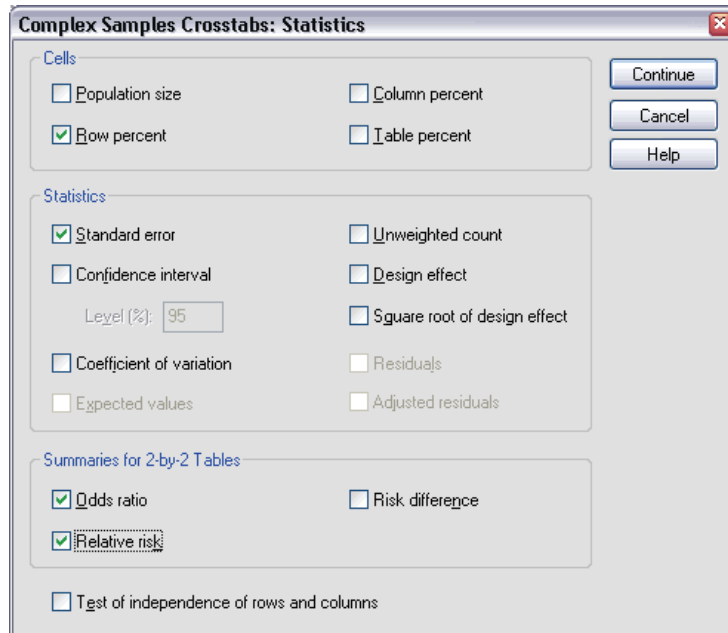 Complex Samples Crosstabs: Statistics
Cells
Population size
Column percent
Row percent
Table percent
Continue
Cancel
Help
Statistics
Standard error
Unweighted count
Confidence interval
Design effect
Level (%): 95
Square root of design effect
Coefficient of variation
Residuals
Expected values
Adjusted residuals
Summaries for 2-by-2 Tables
Odds ratio
Risk difference
Relative risk
Test of independence of rows and columns